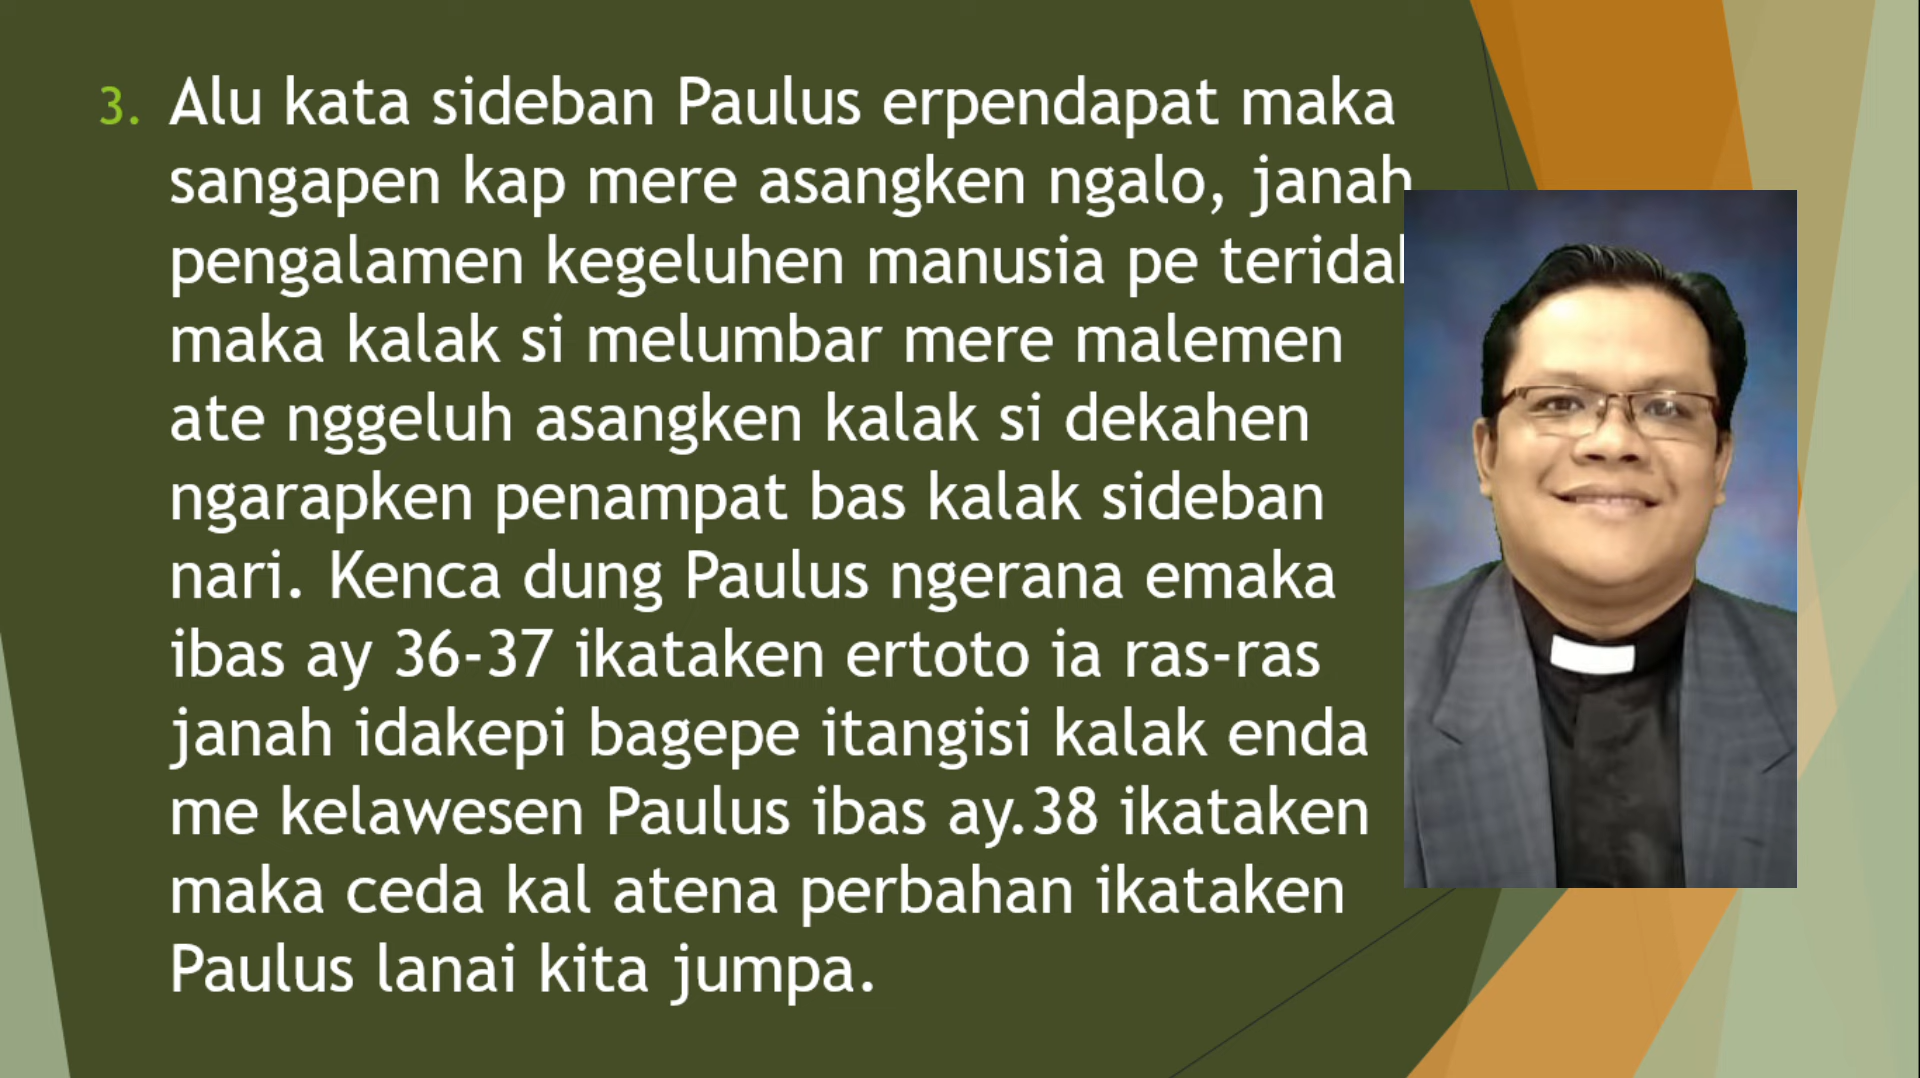 3. Alu kata sideban Paulus erpendapat maka
sangapen kap mere asangken ngalo, janah
pengalamen kegeluhen manusia pe
maka kalak si melumbar mere malemen
ate nggeluh asangken kalak si dekahen
ngarapken penampat bas kalak sideban
nari. Kenca dung Paulus ngerana emaka
ibas ay 36-37 ikataken ertoto ia ras-ras
janah idakepi bagepe itangisi kalak enda
me kelawesen Paulus ibas ay.38 ikataken
maka ceda kal atena perbahan ikataken
Paulus lanai kita jumpa.